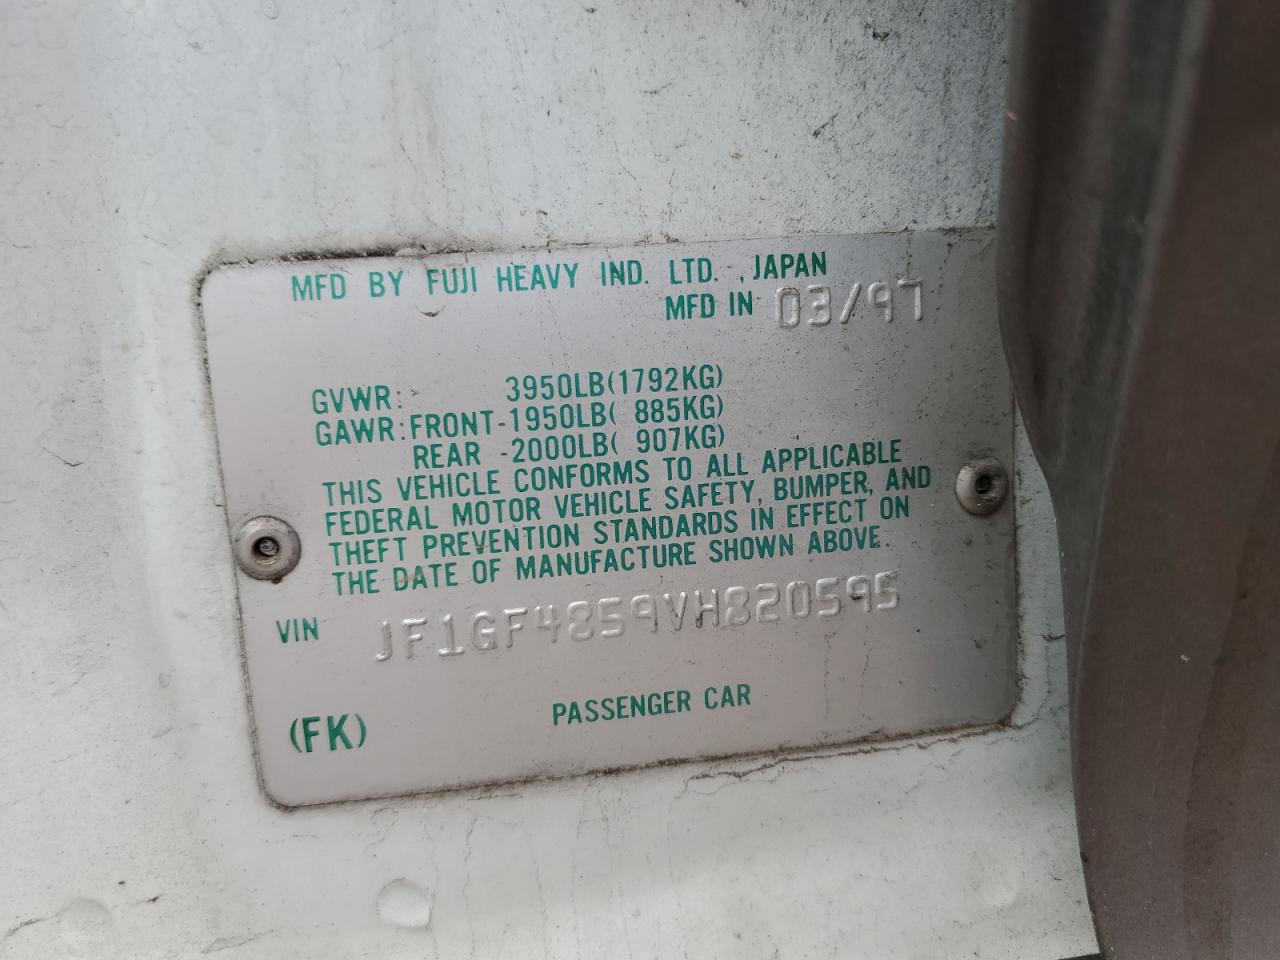 MFD BY FUJI HEAVY IND. LTD. , JAPAN
MFD IN 03/97
GVWR: 3950LB(1792KG)
GAWR:FRONT-1950LB( 885KG)
REAR -2000LB( 907KG)
THIS VEHICLE CONFORMS TO ALL APPLICABLE
FEDERAL MOTOR VEHICLE SAFETY, BUMPER, AND
THEFT PREVENTION STANDARDS IN EFFECT ON
THE DATE OF MANUFACTURE SHOWN ABOVE.
VIN JF1GF4859VH820595
(FK) PASSENGER CAR